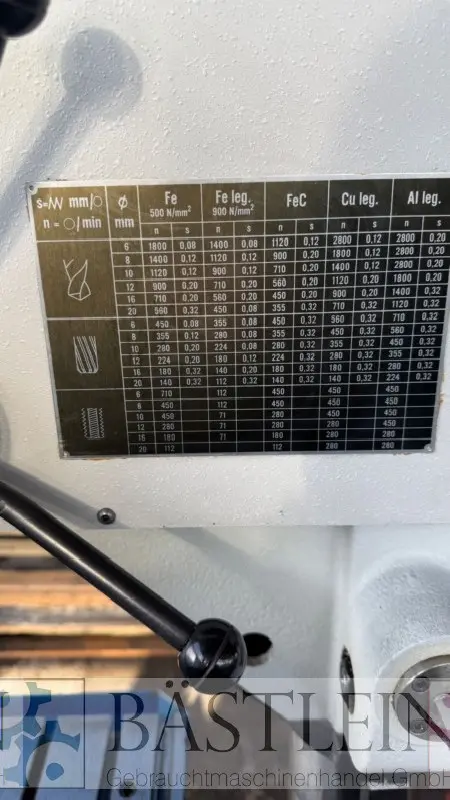 s=W mm/○ ø Fe Fe leg. FeC Cu leg. Al leg.
500 N/mm² 900 N/mm²
n = ○/min mm n s n s n s n s n s
6 1800 0,08 1400 0,08 1120 0,12 2800 0,12 2800 0,20
8 1400 0,12 1120 0,12 900 0,20 1800 0,20 2800 0,20
10 1120 0,12 900 0,12 710 0,20 1400 0,20 2800 0,20
12 900 0,20 710 0,20 560 0,20 1120 0,20 1800 0,20
16 710 0,20 560 0,20 450 0,20 900 0,20 1400 0,32
20 560 0,32 450 0,20 355 0,32 710 0,32 1120 0,32
6 450 0,08 355 0,08 450 0,32 560 0,32 710 0,32
8 355 0,12 280 0,08 355 0,32 450 0,32 560 0,32
10 280 0,20 224 0,08 280 0,32 355 0,32 450 0,32
12 224 0,20 180 0,12 224 0,32 280 0,32 355 0,32
16 180 0,32 140 0,20 180 0,32 224 0,32 280 0,32
20 140 0,32 112 0,32 140 0,32 180 0,32 224 0,32
6 710 112 450 450 450
8 450 112 450 450 450
10 450 71 280 450 450
12 280 71 280 280 450
16 180 71 180 280 280
20 112 112 280 280
BÄSTLEIN
Gebrauchtmaschinenhandel GmbH